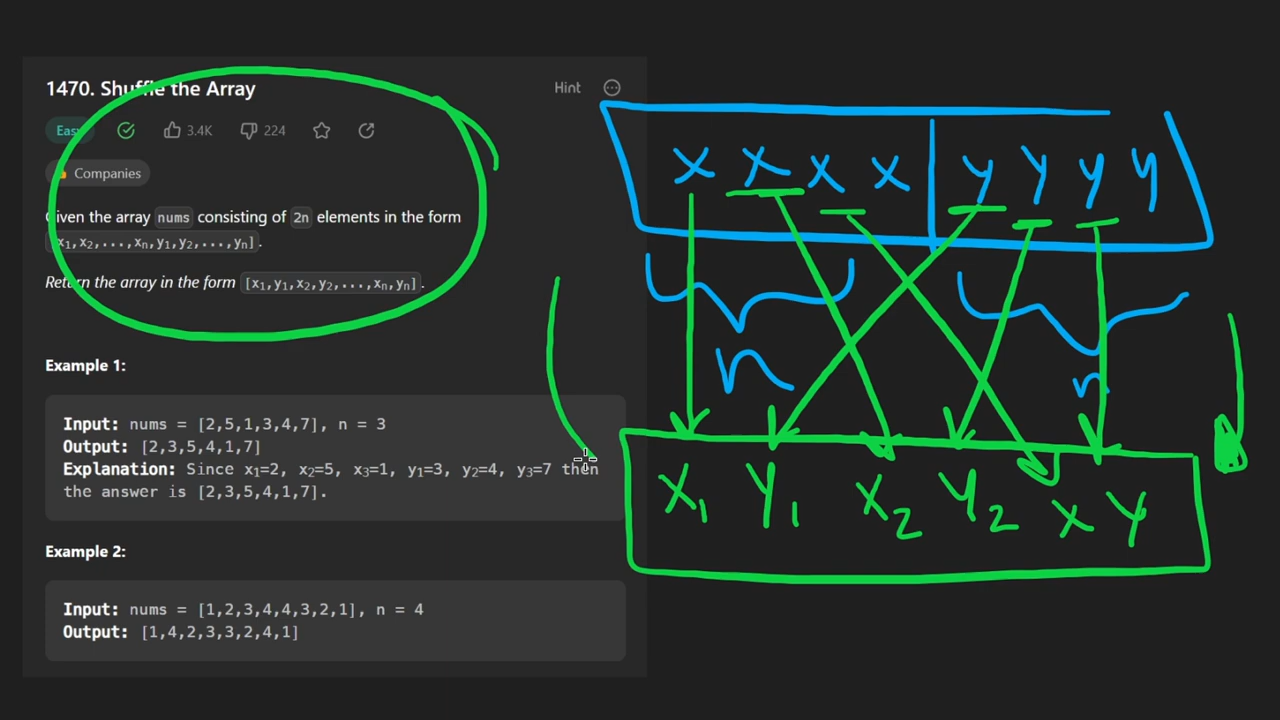 1470. Shuffle the Array
Hint
Easy
3.4K
224
Companies
Given the array nums consisting of 2n elements in the form
[x₁,x₂,...,xₙ,y₁,y₂,...,yₙ].
Return the array in the form [x₁,y₁,x₂,y₂,...,xₙ,yₙ].
Example 1:
Input: nums = [2,5,1,3,4,7], n = 3
Output: [2,3,5,4,1,7]
Explanation: Since x₁=2, x₂=5, x₃=1, y₁=3, y₂=4, y₃=7 then
the answer is [2,3,5,4,1,7].
Example 2:
Input: nums = [1,2,3,4,4,3,2,1], n = 4
Output: [1,4,2,3,3,2,4,1]
x x x x y y y y
n n
X₁ Y₁ X₂ Y₂ X Y